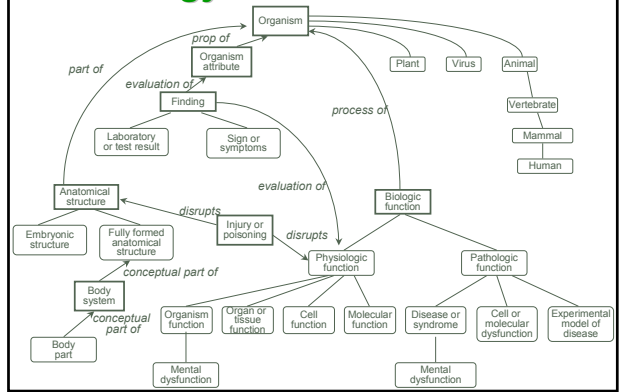 Organism
prop of
Organism
attribute
part of
Plant
Virus
Animal
evaluation of
Finding
Vertebrate
process of
Laboratory
or test result
Sign or
symptoms
Mammal
Human
evaluation of
Anatomical
structure
Biologic
function
disrupts
Injury or
poisoning
disrupts
Embryonic
structure
Fully formed
anatomical
structure
Physiologic
function
Pathologic
function
conceptual part of
Body
system
conceptual
part of
Organism
function
Organ or
tissue
function
Cell
function
Molecular
function
Disease or
syndrome
Cell or
molecular
dysfunction
Experimental
model of
disease
Body
part
Mental
dysfunction
Mental
dysfunction